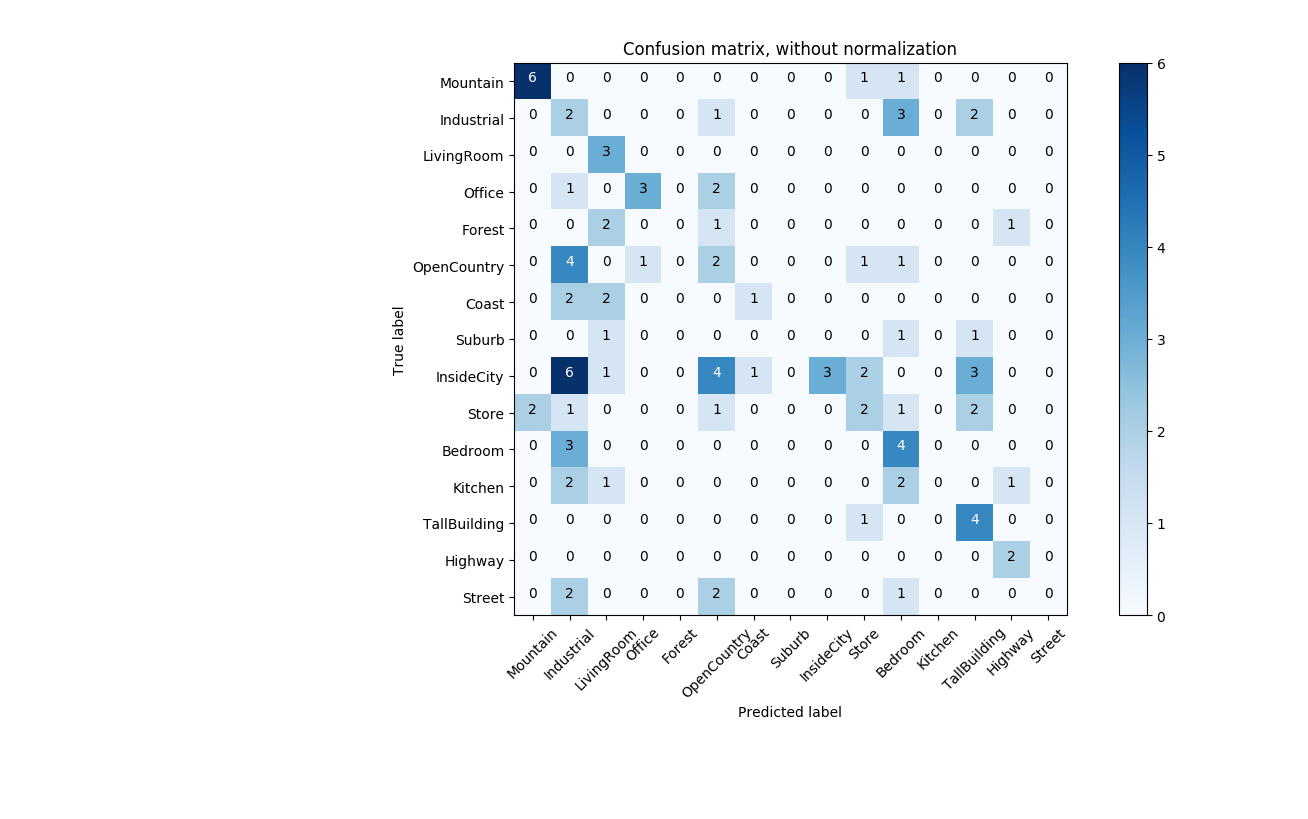 Confusion matrix, without normalization
Mountain 6 0 0 0 0 0 0 0 0 1 1 0 0 0 0
Industrial 0 2 0 0 0 1 0 0 0 0 3 0 2 0 0
LivingRoom 0 0 3 0 0 0 0 0 0 0 0 0 0 0 0
Office 0 1 0 3 0 2 0 0 0 0 0 0 0 0 0
Forest 0 0 2 0 0 1 0 0 0 0 0 0 0 1 0
OpenCountry 0 4 0 1 0 2 0 0 0 1 1 0 0 0 0
Coast 0 2 2 0 0 0 1 0 0 0 0 0 0 0 0
Suburb 0 0 1 0 0 0 0 0 0 0 1 0 1 0 0
InsideCity 0 6 1 0 0 4 1 0 3 2 0 0 3 0 0
Store 2 1 0 0 0 1 0 0 0 2 1 0 2 0 0
Bedroom 0 3 0 0 0 0 0 0 0 0 4 0 0 0 0
Kitchen 0 2 1 0 0 0 0 0 0 0 2 0 0 1 0
TallBuilding 0 0 0 0 0 0 0 0 0 1 0 0 4 0 0
Highway 0 0 0 0 0 0 0 0 0 0 0 0 0 2 0
Street 0 2 0 0 0 2 0 0 0 0 1 0 0 0 0
True label
Mountain Industrial LivingRoom Office Forest OpenCountry Coast Suburb InsideCity Store Bedroom Kitchen TallBuilding Highway Street
Predicted label
6
5
4
3
2
1
0